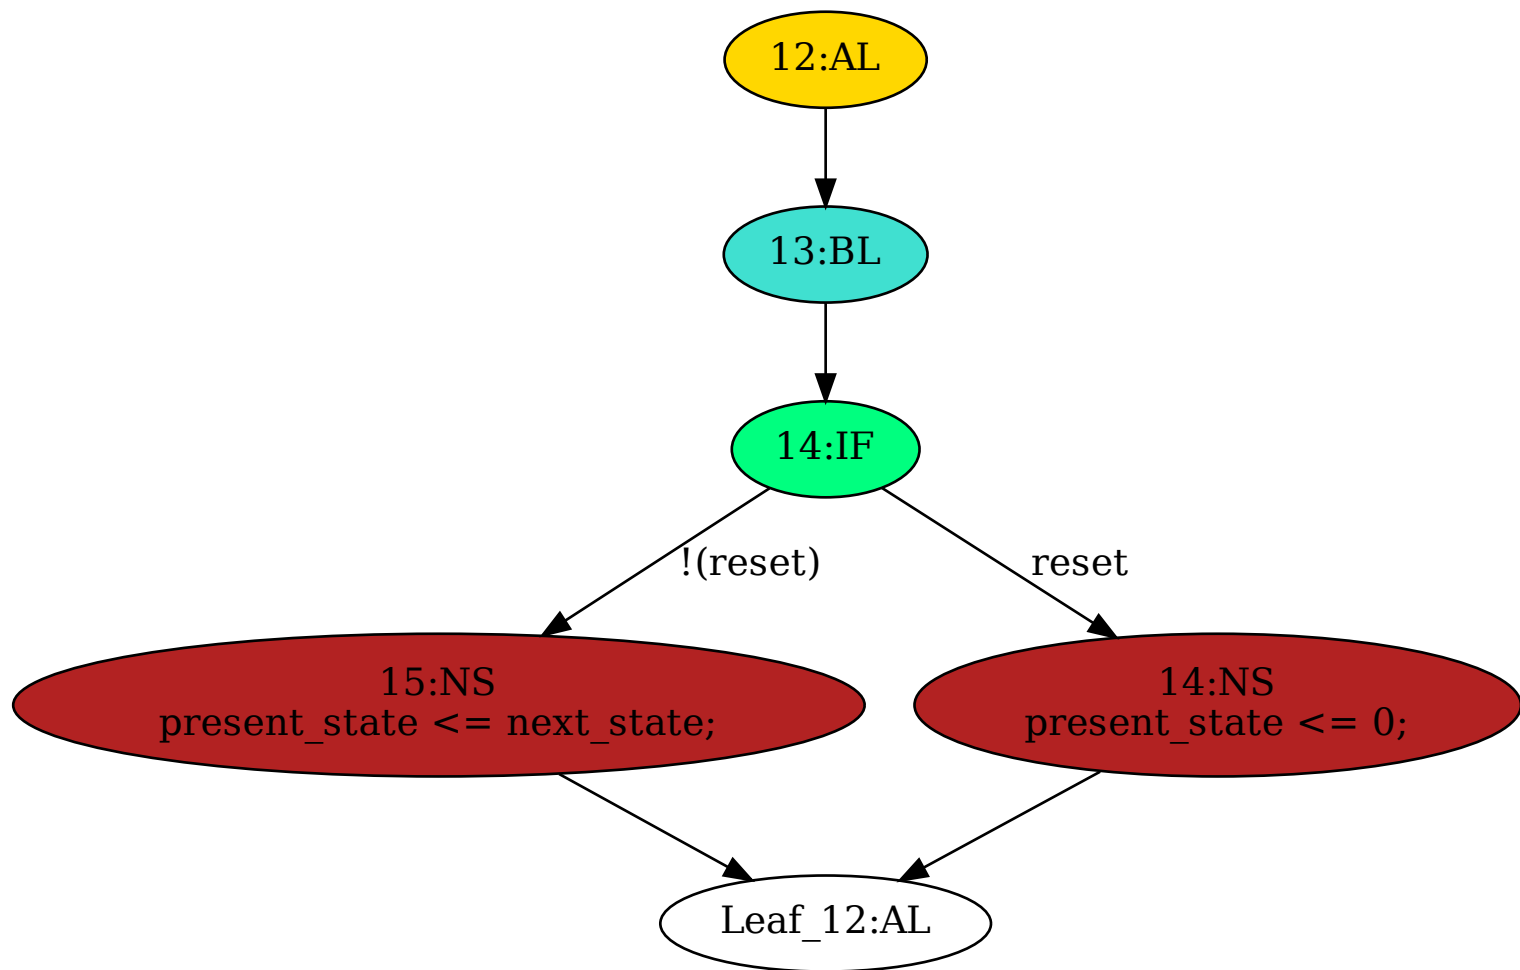 12:AL
13:BL
14:IF
!(reset)
reset
15:NS
present_state <= next_state;
14:NS
present_state <= 0;
Leaf_12:AL